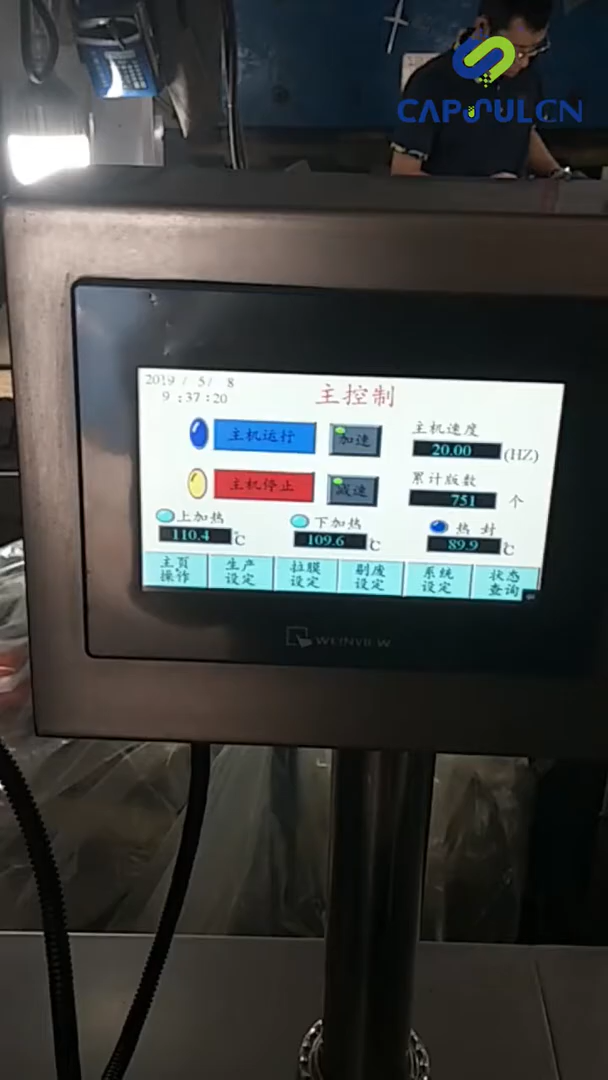 CAPSULCN
2019 / 5/ 8
9 :37:20
主控制
主机运行
加速
主机速度
20.00 (HZ)
主机停止
减速
累计版数
751 个
上加热
110.4 ℃
下加热
109.6 ℃
热 封
89.9 ℃
主页
操作
生产
设定
拉膜
设定
剔废
设定
系统
设定
状态
查询
WEINVIEW